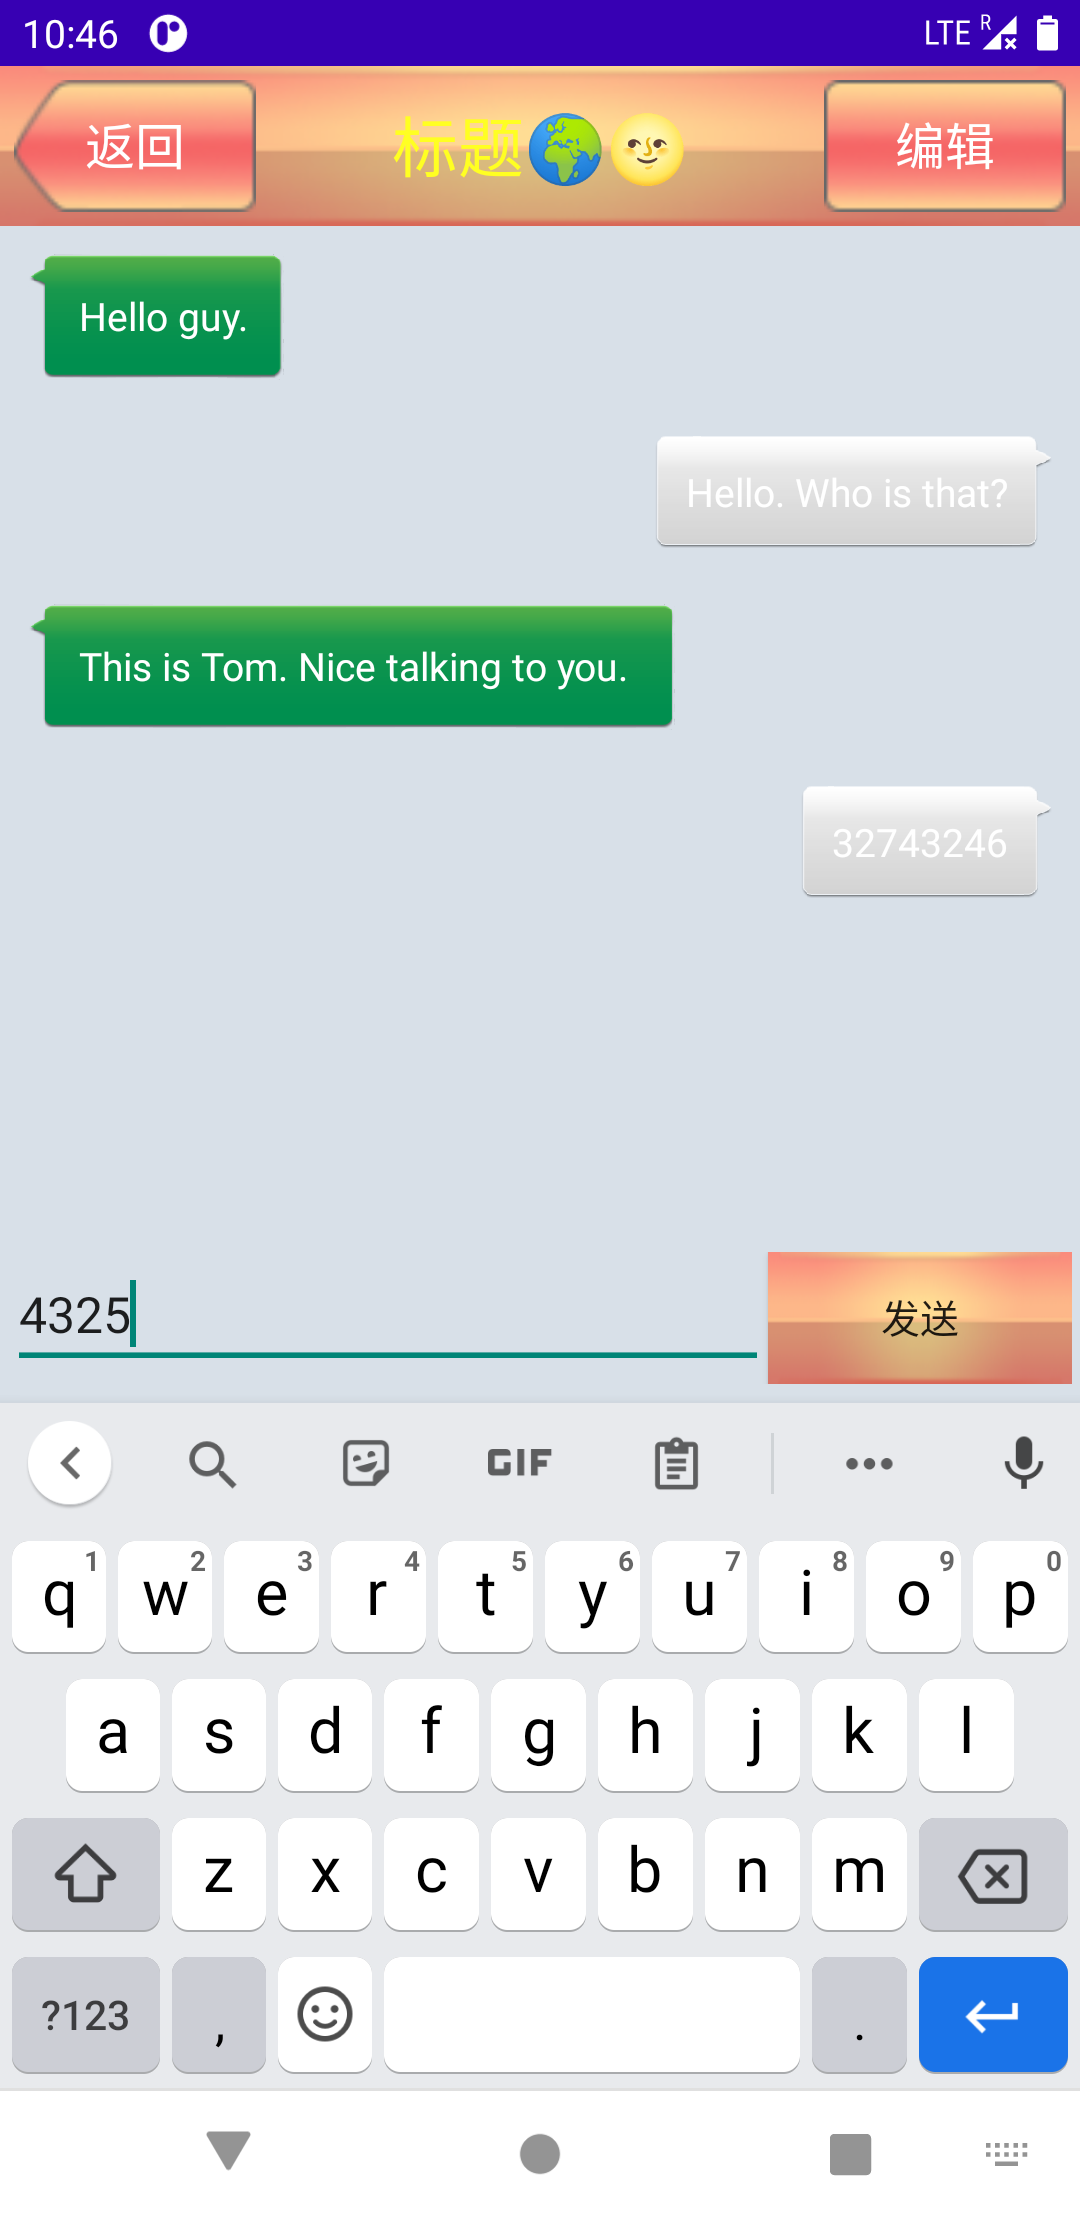 10:46 LTE R
返回 标题🌍🌝 编辑
Hello guy.
Hello. Who is that?
This is Tom. Nice talking to you.
32743246
4325 发送
GIF
q 1 w 2 e 3 r 4 t 5 y 6 u 7 i 8 o 9 p 0
a s d f g h j k l
z x c v b n m
?123 , .